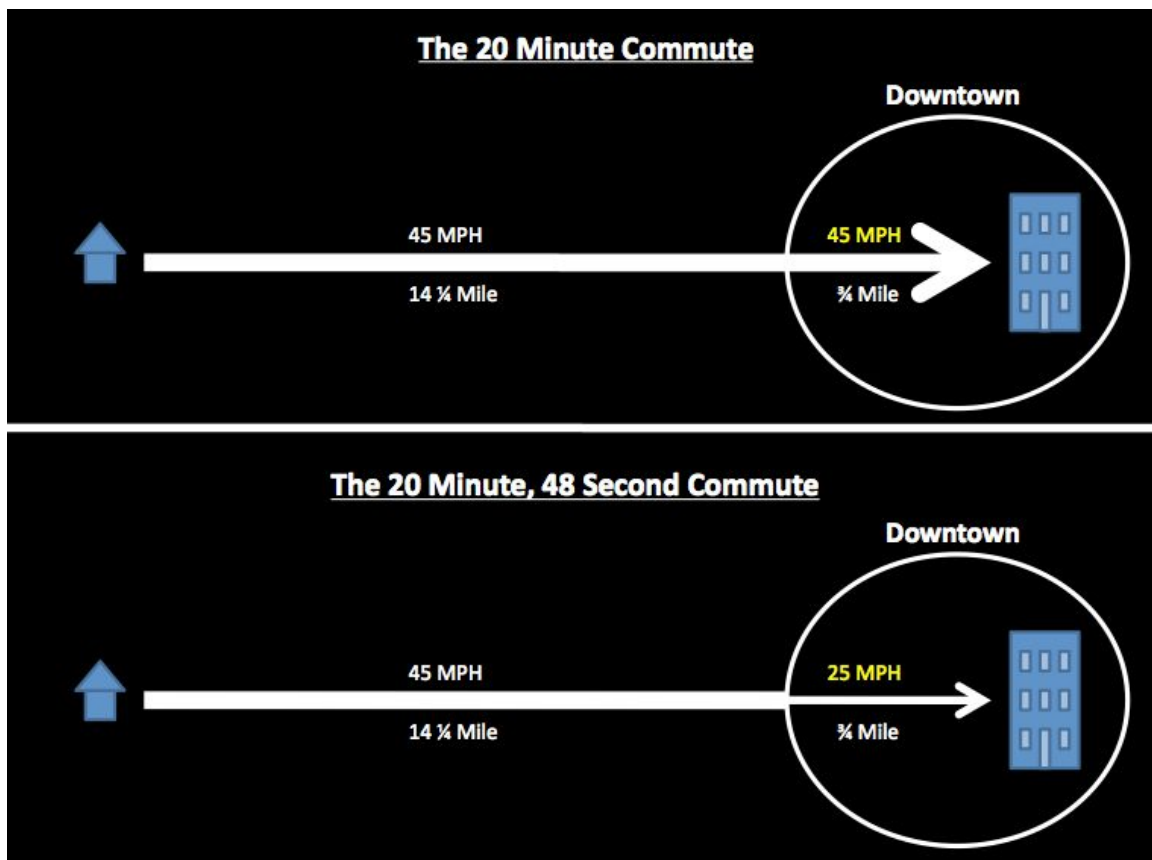 The 20 Minute Commute
Downtown
45 MPH
45 MPH
14 ¼ Mile
¾ Mile
The 20 Minute, 48 Second Commute
Downtown
45 MPH
25 MPH
14 ¼ Mile
¾ Mile